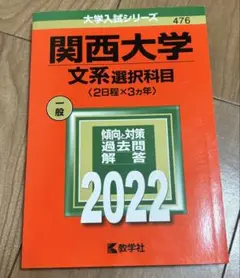 大学入試シリーズ
476
関西大学
文系選択科目
〈2日程×3カ年〉
一般
傾向と対策
過去問
解答
2022
教学社